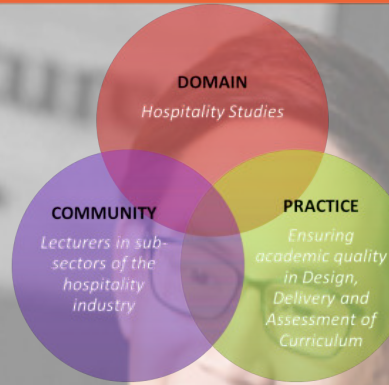 DOMAIN
Hospitality Studies
COMMUNITY
Lecturers in sub-
sectors of the
hospitality
industry
PRACTICE
Ensuring
academic quality
in Design,
Delivery and
Assessment of
Curriculum